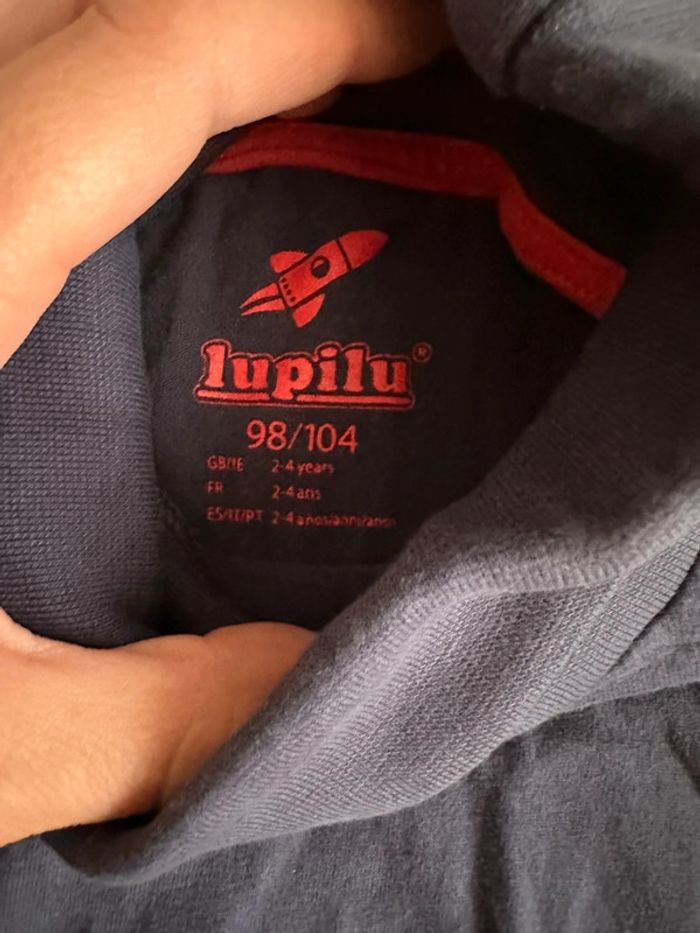 lupilu®
98/104
GB/IE 2-4 years
FR 2-4 ans
ES/IT/PT 2-4 años/anni/anos